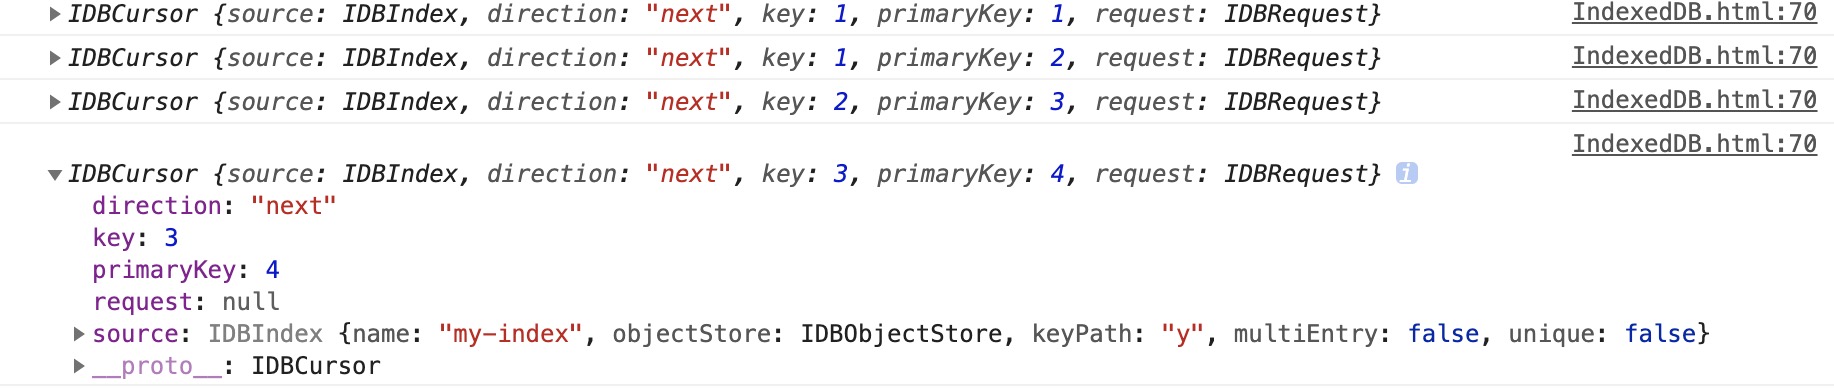 IDBCursor {source: IDBIndex, direction: "next", key: 1, primaryKey: 1, request: IDBRequest} IndexedDB.html:70
IDBCursor {source: IDBIndex, direction: "next", key: 1, primaryKey: 2, request: IDBRequest} IndexedDB.html:70
IDBCursor {source: IDBIndex, direction: "next", key: 2, primaryKey: 3, request: IDBRequest} IndexedDB.html:70
IndexedDB.html:70
IDBCursor {source: IDBIndex, direction: "next", key: 3, primaryKey: 4, request: IDBRequest} i
direction: "next"
key: 3
primaryKey: 4
request: null
source: IDBIndex {name: "my-index", objectStore: IDBObjectStore, keyPath: "y", multiEntry: false, unique: false}
__proto__: IDBCursor